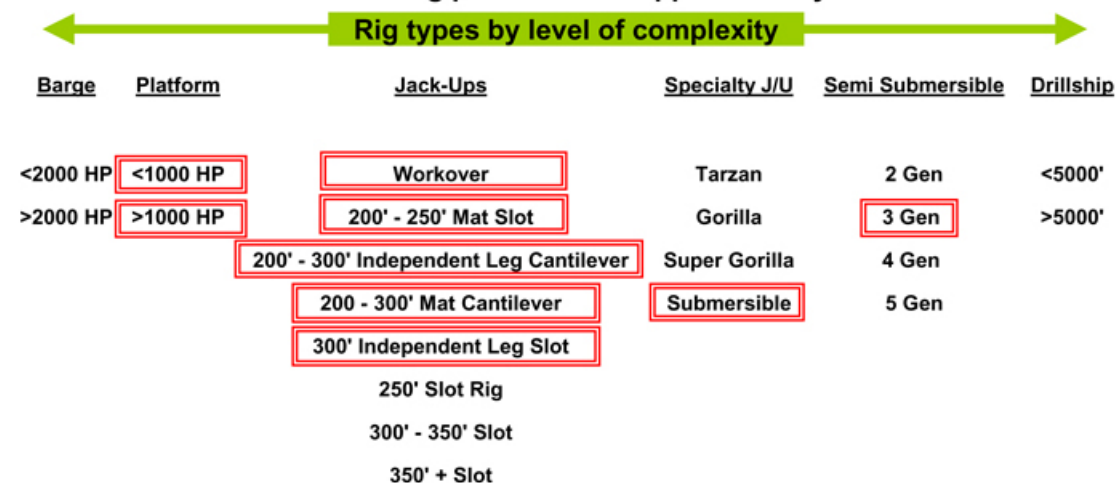 Rig types by level of complexity
Barge Platform Jack-Ups Specialty J/U Semi Submersible Drillship
<2000 HP <1000 HP Workover Tarzan 2 Gen <5000'
>2000 HP >1000 HP 200' - 250' Mat Slot Gorilla 3 Gen >5000'
200' - 300' Independent Leg Cantilever Super Gorilla 4 Gen
200 - 300' Mat Cantilever Submersible 5 Gen
300' Independent Leg Slot
250' Slot Rig
300' - 350' Slot
350' + Slot